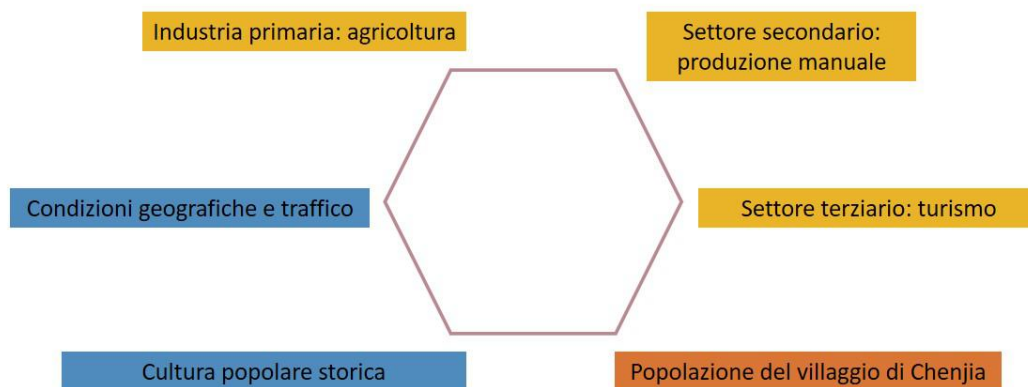 Industria primaria: agricoltura
Settore secondario:
produzione manuale
Condizioni geografiche e traffico
Settore terziario: turismo
Cultura popolare storica
Popolazione del villaggio di Chenjia